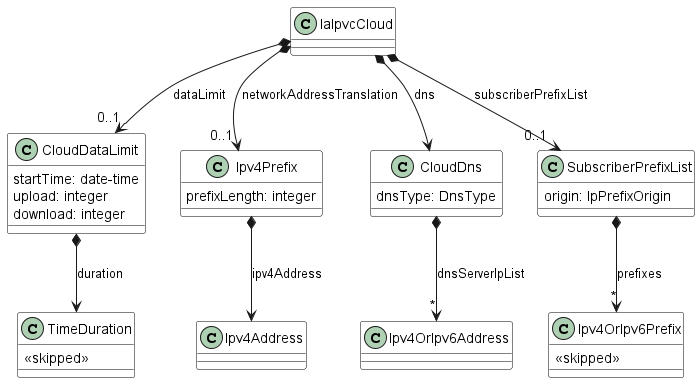 C IaIpvcCloud
dataLimit
networkAddressTranslation
dns
subscriberPrefixList
0..1
0..1
0..1
C CloudDataLimit
startTime: date-time
upload: integer
download: integer
C Ipv4Prefix
prefixLength: integer
C CloudDns
dnsType: DnsType
C SubscriberPrefixList
origin: IpPrefixOrigin
duration
ipv4Address
dnsServerIpList
prefixes
*
*
C TimeDuration
«skipped»
C Ipv4Address
C Ipv4OrIpv6Address
C Ipv4OrIpv6Prefix
«skipped»